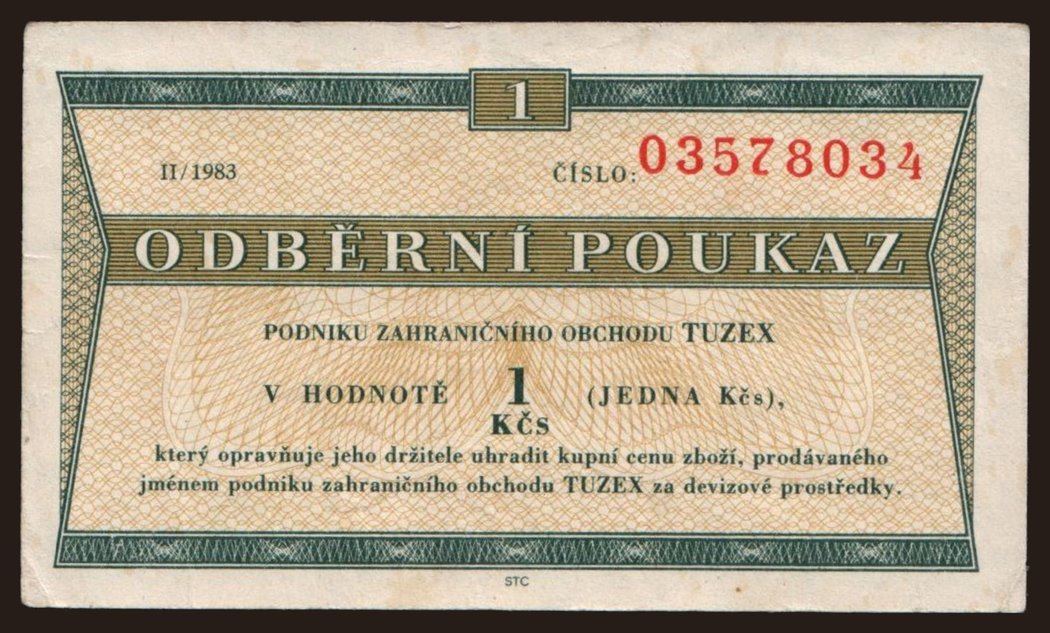 1
II/1983 ČÍSLO: 03578034
ODBĚRNÍ POUKAZ
PODNIKU ZAHRANIČNÍHO OBCHODU TUZEX
V HODNOTĚ 1 (JEDNA Kčs),
KČS
který opravňuje jeho držitele uhradit kupní cenu zboží, prodávaného
jménem podniku zahraničního obchodu TUZEX za devizové prostředky.
STC